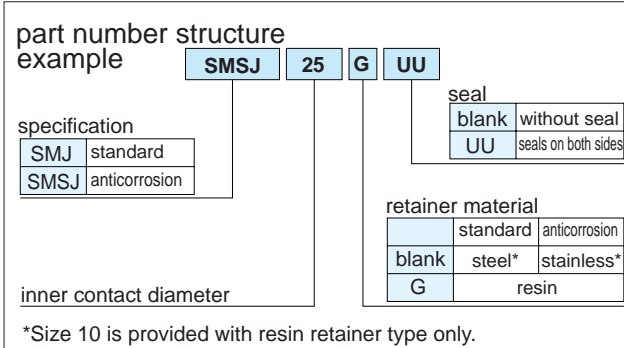 part number structure
example
SMSJ 25 G UU
seal
blank without seal
UU seals on both sides
specification
SMJ standard
SMSJ anticorrosion
retainer material
standard anticorrosion
blank steel* stainless*
G resin
inner contact diameter
*Size 10 is provided with resin retainer type only.